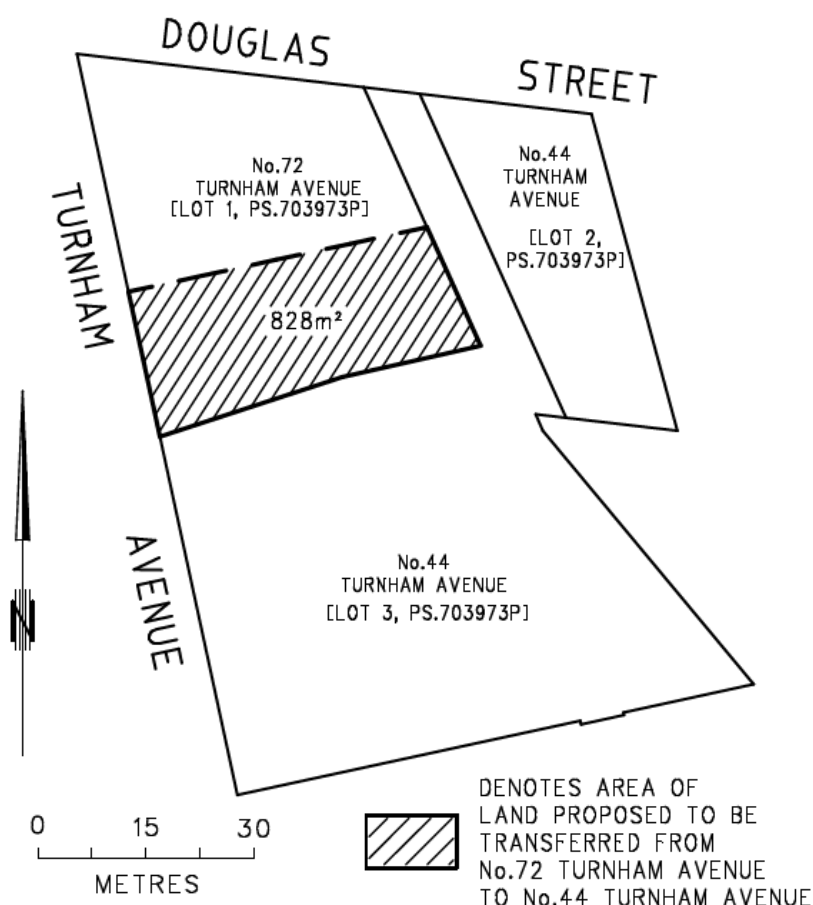 DOUGLAS STREET
No.72
TURNHAM AVENUE
[LOT 1, PS.703973P]
No.44
TURNHAM
AVENUE
[LOT 2,
PS.703973P]
TURNHAM AVENUE
828m²
No.44
TURNHAM AVENUE
[LOT 3, PS.703973P]
N
0 15 30
METRES
DENOTES AREA OF
LAND PROPOSED TO BE
TRANSFERRED FROM
No.72 TURNHAM AVENUE
TO No.44 TURNHAM AVENUE